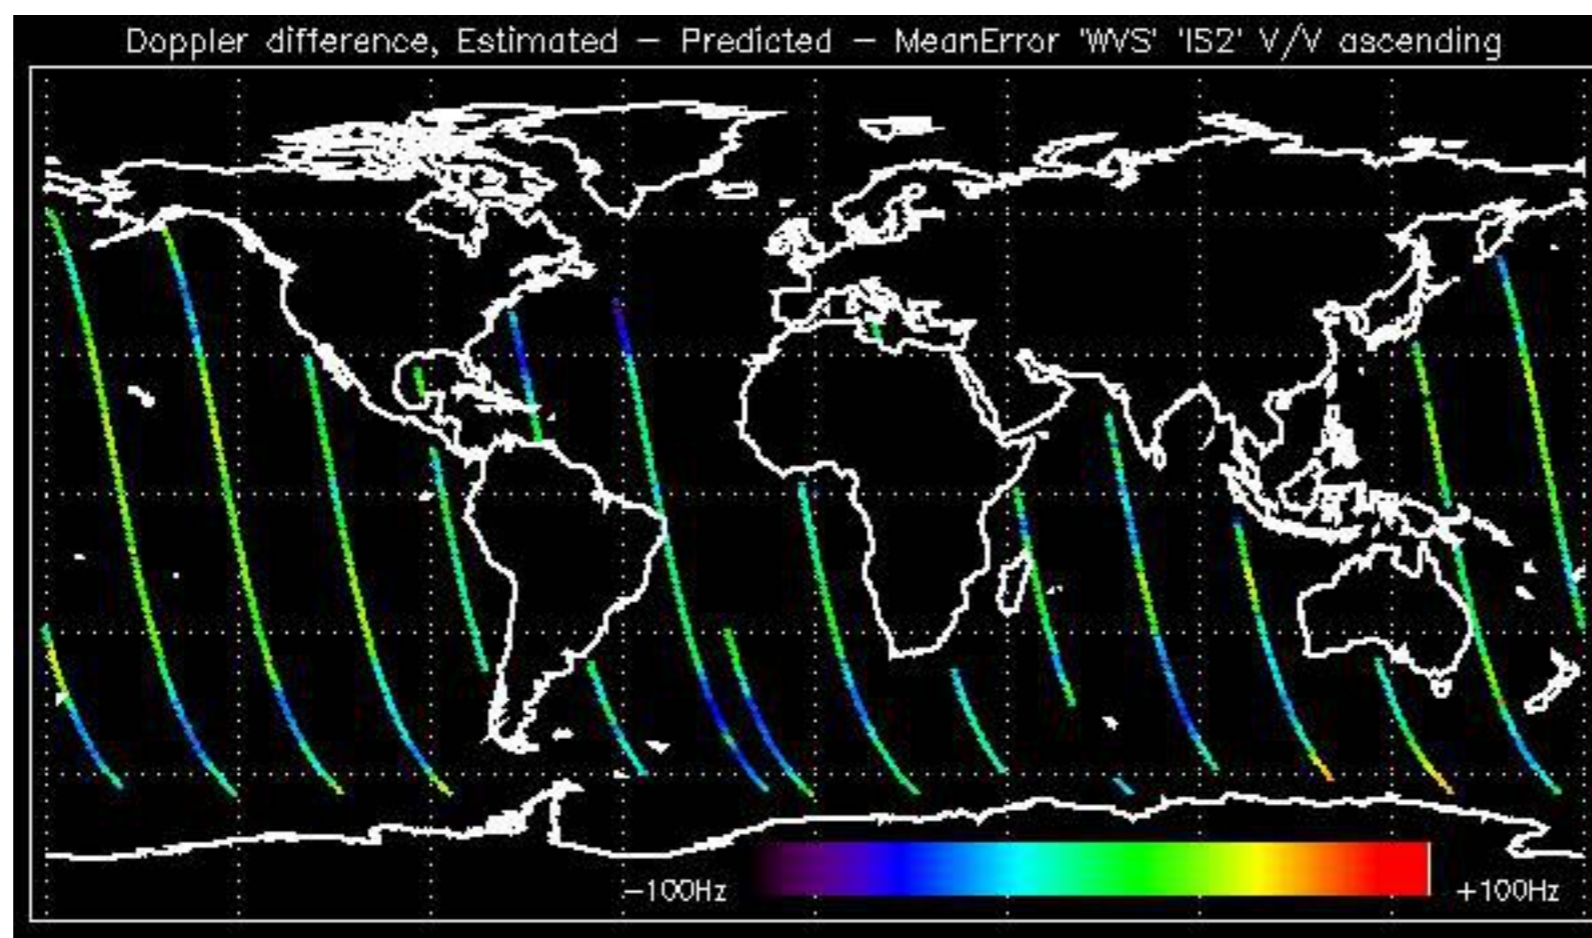 Doppler difference, Estimated – Predicted – MeanError 'WVS' 'IS2' V/V ascending
–100Hz +100Hz